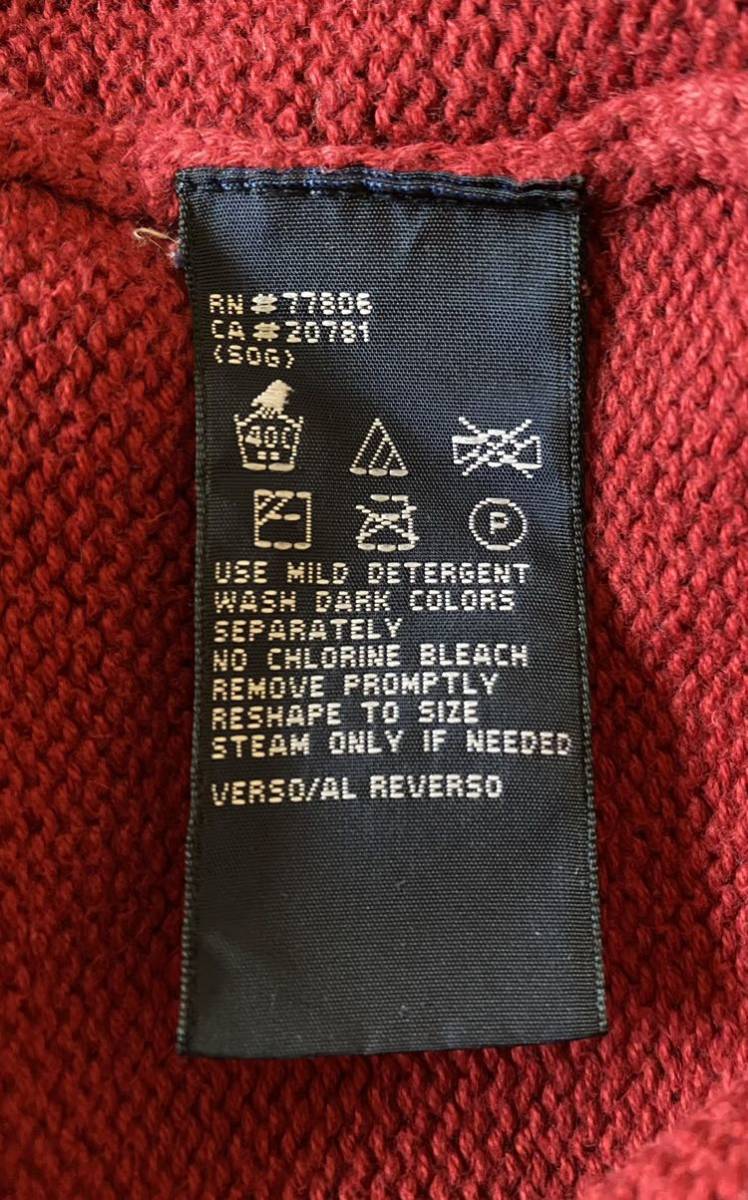 RN #77806
CA #20781
(SOG)
40C
P
USE MILD DETERGENT
WASH DARK COLORS
SEPARATELY
NO CHLORINE BLEACH
REMOVE PROMPTLY
RESHAPE TO SIZE
STEAM ONLY IF NEEDED
VERSO/AL REVERSO